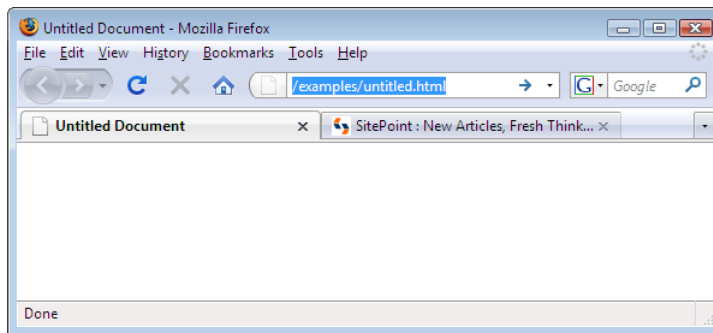 Untitled Document - Mozilla Firefox
File Edit View History Bookmarks Tools Help
/examples/untitled.html G Google
Untitled Document SitePoint : New Articles, Fresh Think...
Done